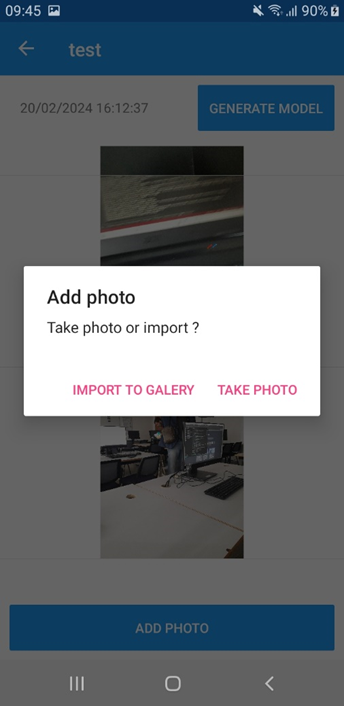 09:45 90%
test
20/02/2024 16:12:37 GENERATE MODEL
Add photo
Take photo or import ?
IMPORT TO GALERY TAKE PHOTO
ADD PHOTO